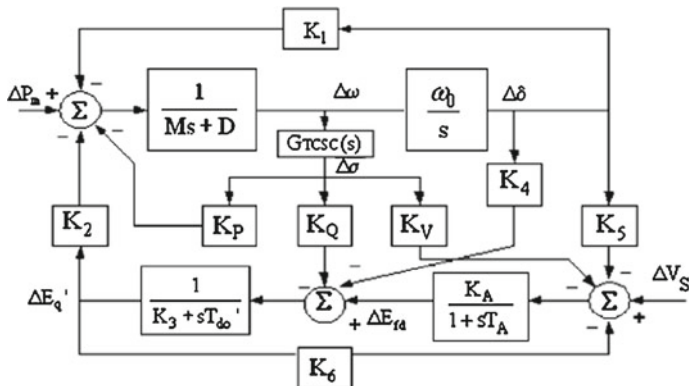 K1
ΔPm + − Σ − −
1
Ms + D
Δω
ω0
s
Δδ
GTCSC(s)
Δσ
K4
K2
KP
KQ
KV
K5
ΔEq'
1
K3 + sTdo'
− − Σ +
ΔEfd
KA
1 + sTA
− − − Σ +
ΔVS
K6